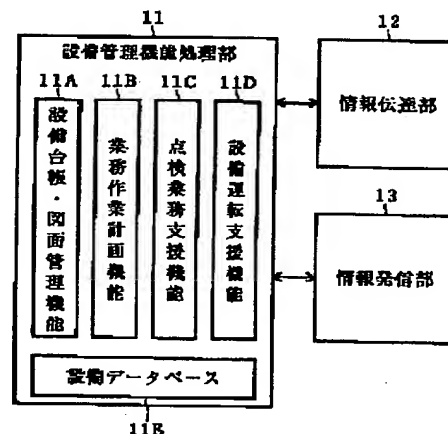 11
設備管理機能処理部
11A
11B
11C
11D
設備台帳・図面管理機能
業務作業計画機能
点検業務支援機能
設備運転支援機能
設備データベース
11E
12
情報伝達部
13
情報発信部